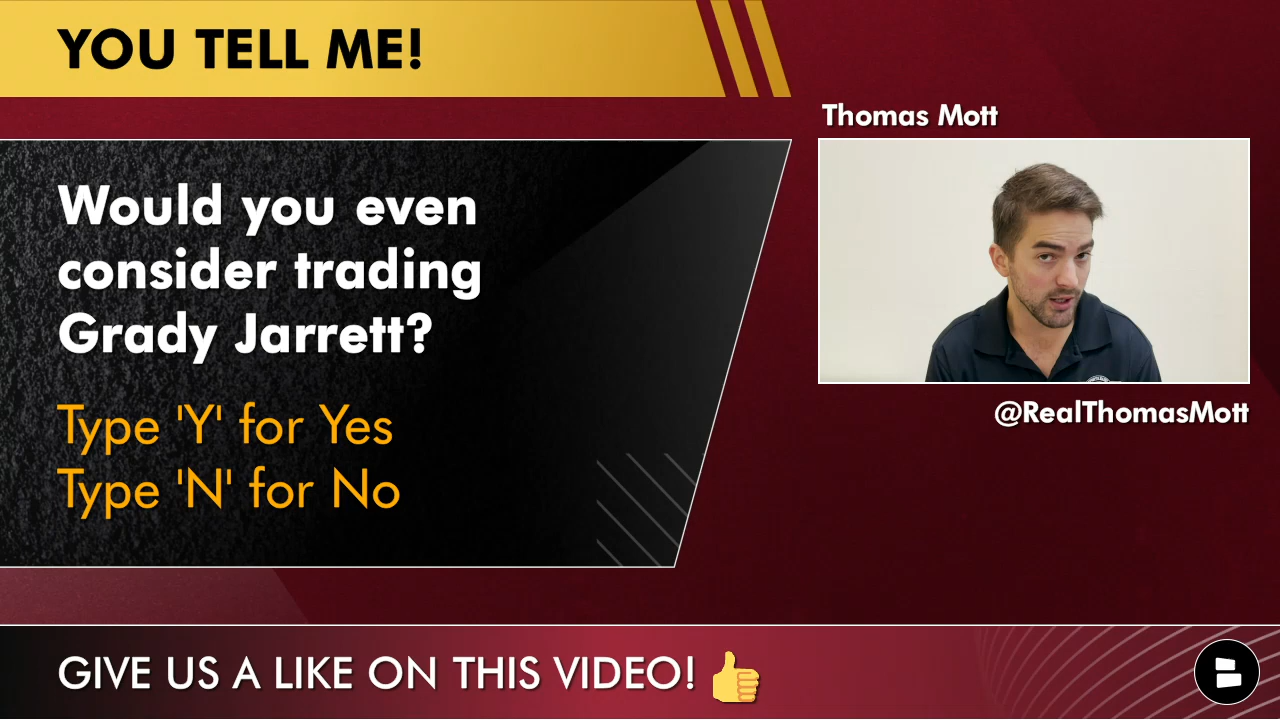 YOU TELL ME!
Thomas Mott
Would you even
consider trading
Grady Jarrett?
Type 'Y' for Yes
Type 'N' for No
@RealThomasMott
GIVE US A LIKE ON THIS VIDEO! 👍